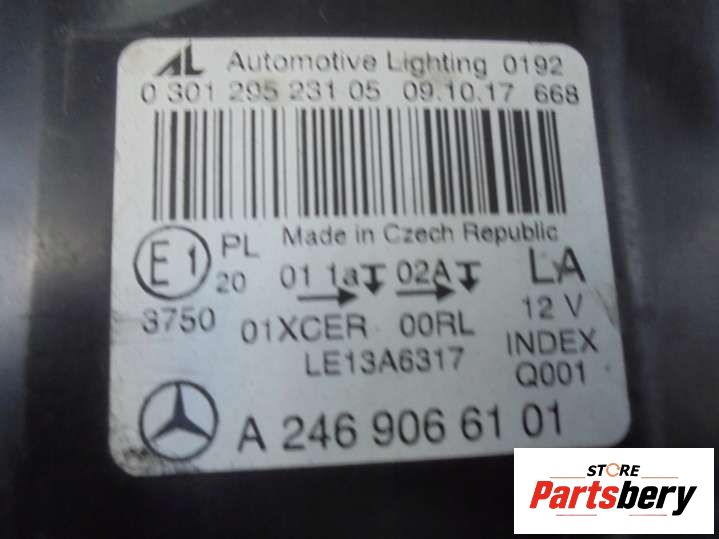 AL Automotive Lighting 0192
0 301 295 231 05 09.10.17 668
Made in Czech Republic
E1 PL 20 01 1a 02A LA
3750 01XCER 00RL 12 V
LE13A6317 INDEX
Q001
A 246 906 61 01
STORE
Partsbery